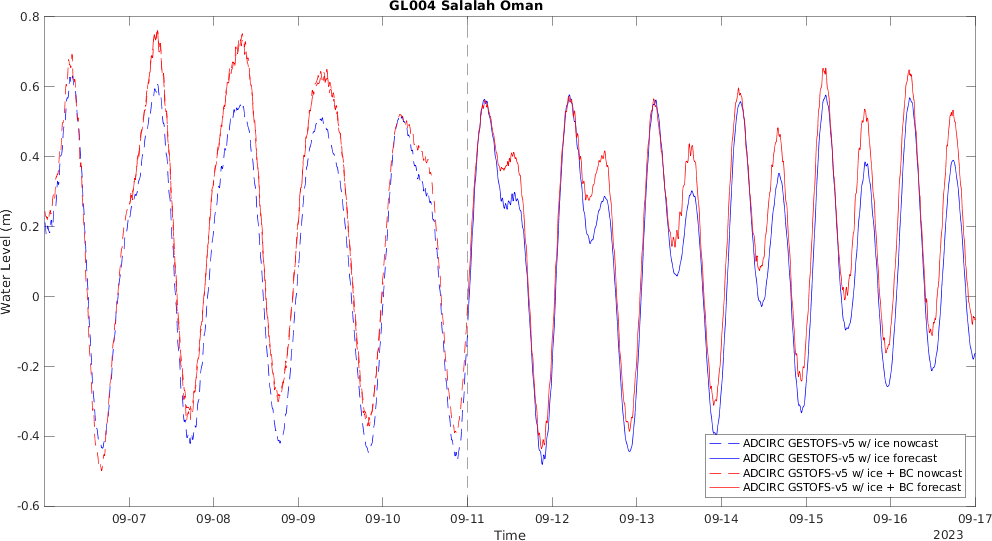 GL004 Salalah Oman
0.8
0.6
0.4
0.2
0
-0.2
-0.4
-0.6
Water Level (m)
09-07
09-08
09-09
09-10
09-11
09-12
09-13
09-14
09-15
09-16
09-17
Time
2023
ADCIRC GESTOFS-v5 w/ ice nowcast
ADCIRC GESTOFS-v5 w/ ice forecast
ADCIRC GSTOFS-v5 w/ ice + BC nowcast
ADCIRC GSTOFS-v5 w/ ice + BC forecast